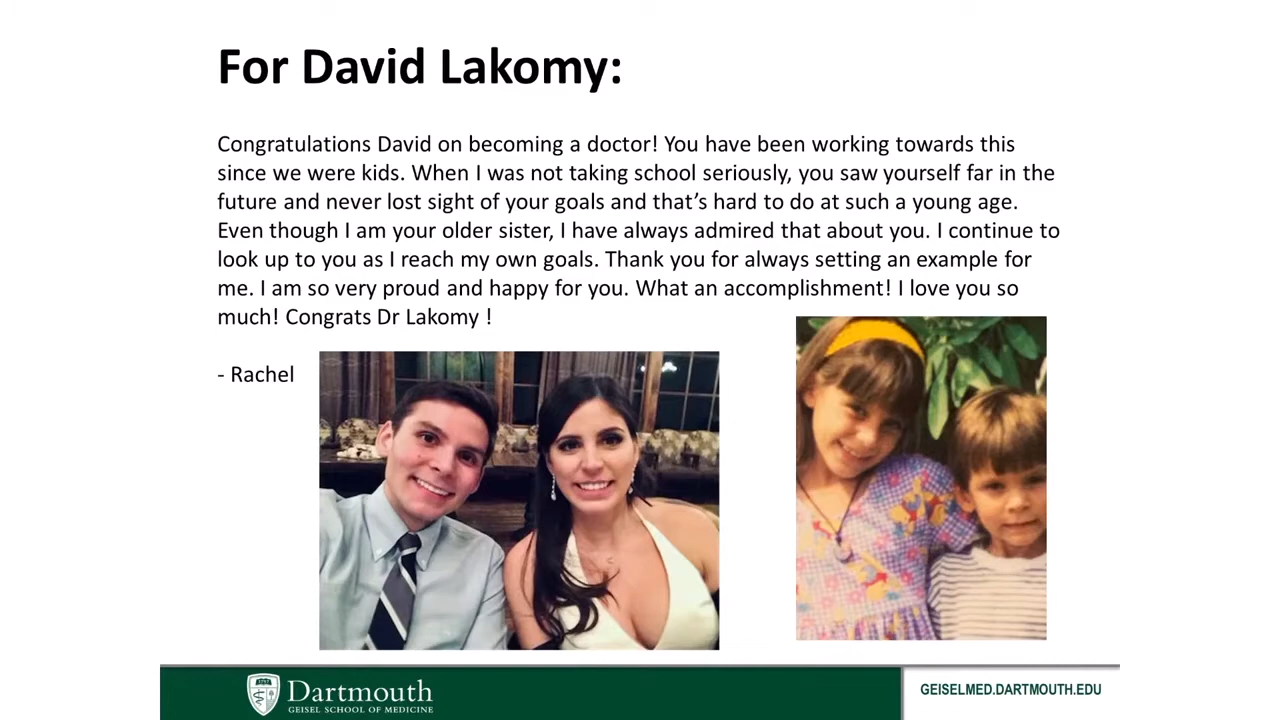 For David Lakomy:
Congratulations David on becoming a doctor! You have been working towards this
since we were kids. When I was not taking school seriously, you saw yourself far in the
future and never lost sight of your goals and that’s hard to do at such a young age.
Even though I am your older sister, I have always admired that about you. I continue to
look up to you as I reach my own goals. Thank you for always setting an example for
me. I am so very proud and happy for you. What an accomplishment! I love you so
much! Congrats Dr Lakomy !
- Rachel
Dartmouth
GEISEL SCHOOL OF MEDICINE
GEISELMED.DARTMOUTH.EDU